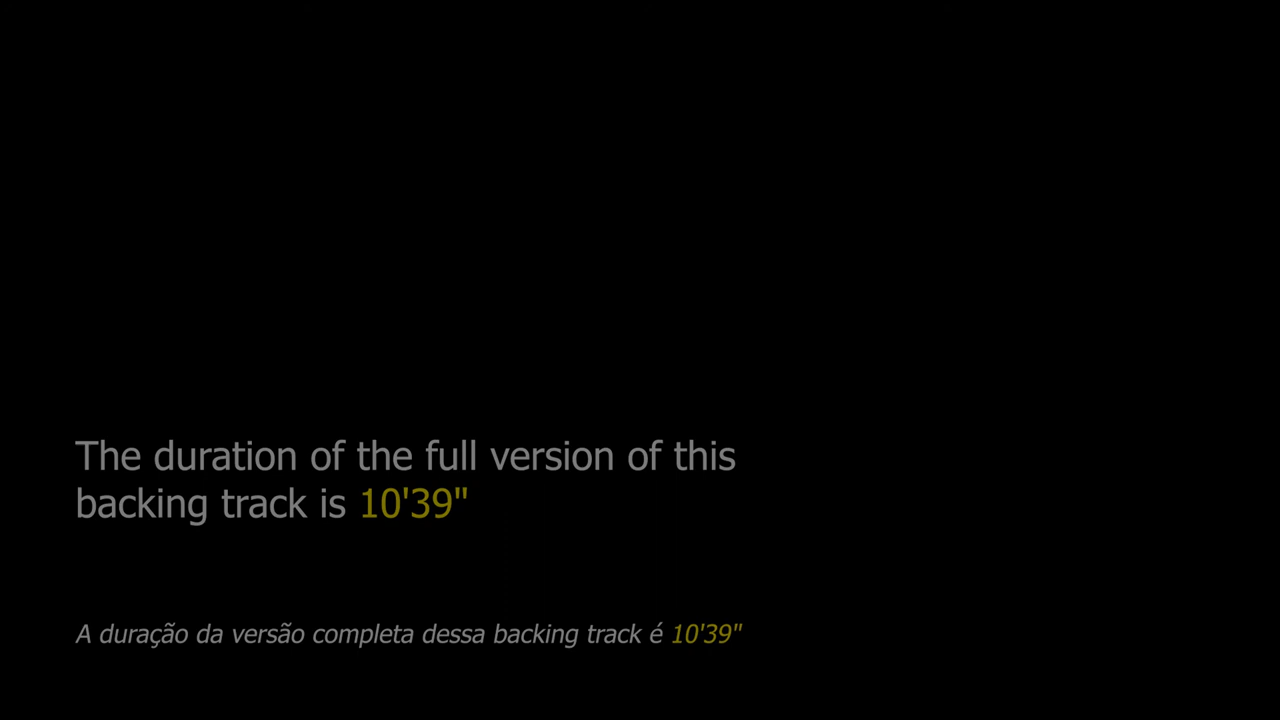 The duration of the full version of this
backing track is 10'39"
A duração da versão completa dessa backing track é 10'39"